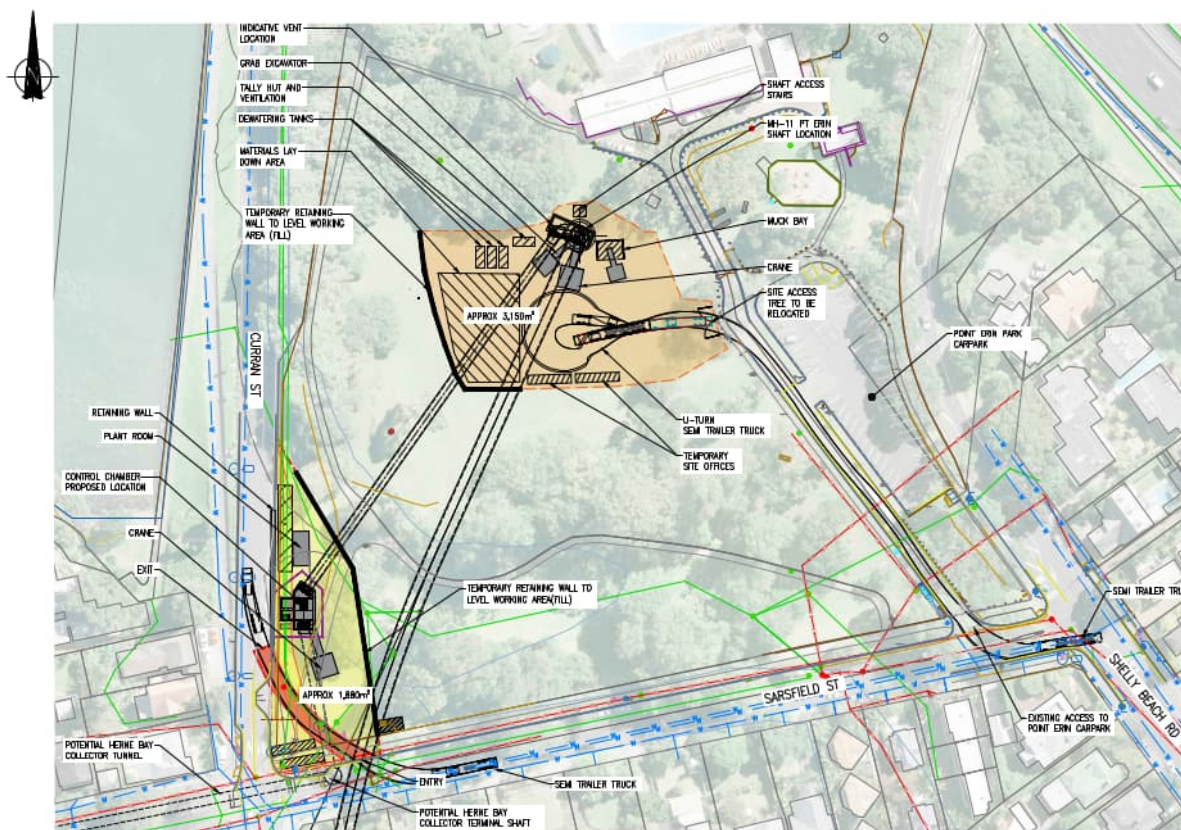 INDICATIVE VENT
LOCATION
GRAB EXCAVATOR
TALLY HUT AND
VENTILATION
DEWATERING TANKS
MATERIALS LAY
DOWN AREA
TEMPORARY RETAINING
WALL TO LEVEL WORKING
AREA (FILL)
SHAFT ACCESS
STAIRS
MH-11 PT ERIN
SHAFT LOCATION
MUCK BAY
CRANE
SITE ACCESS
TREE TO BE
RELOCATED
POINT ERIN PARK
CARPARK
APPROX 3,150m²
U-TURN
SEMI TRAILER TRUCK
TEMPORARY
SITE OFFICES
N
CURRAN ST
RETAINING WALL
PLANT ROOM
CONTROL CHAMBER
PROPOSED LOCATION
CRANE
EXIT
TEMPORARY RETAINING WALL TO
LEVEL WORKING AREA(FILL)
APPROX 1,880m²
POTENTIAL HERNE BAY
COLLECTOR TUNNEL
ENTRY
SEMI TRAILER TRUCK
POTENTIAL HERNE BAY
COLLECTOR TERMINAL SHAFT
SARSFIELD ST
SEMI TRAILER TRU
SHELLY BEACH RD
EXISTING ACCESS TO
POINT ERIN CARPARK